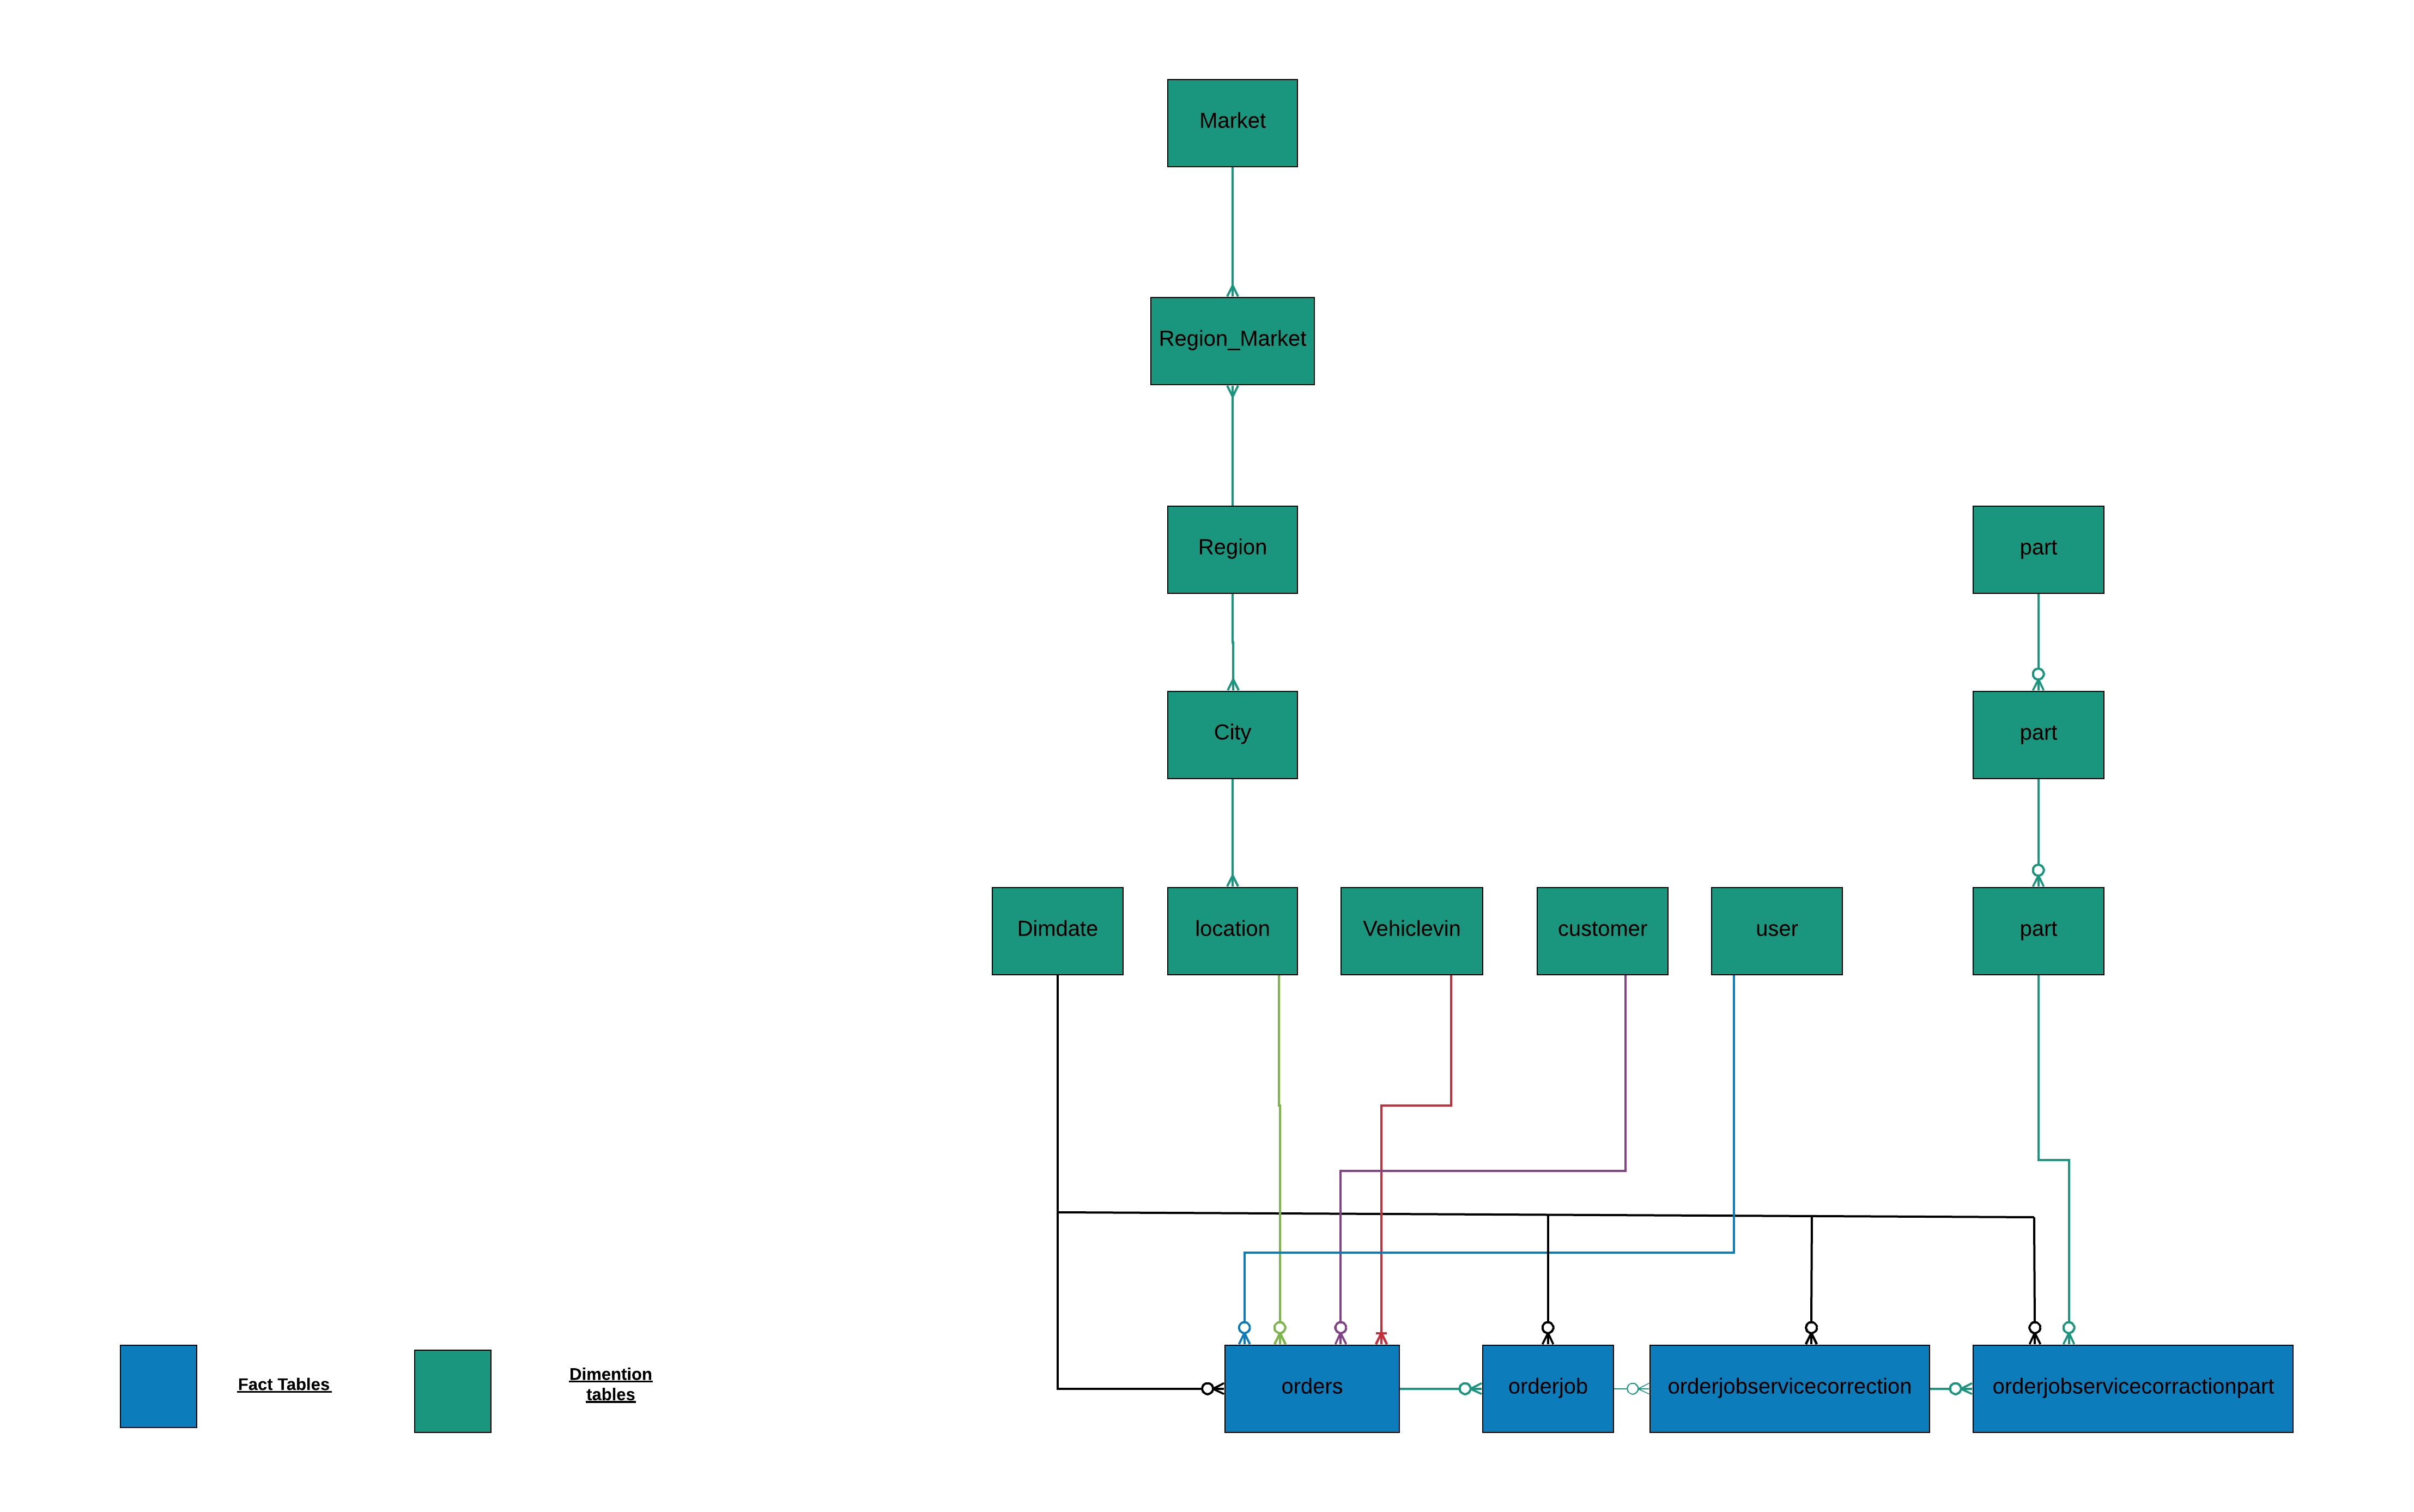 Market
Region_Market
Region
part
City
part
Dimdate
location
Vehiclevin
customer
user
part
Fact Tables
Dimention
tables
orders
orderjob
orderjobservicecorrection
orderjobservicecorractionpart